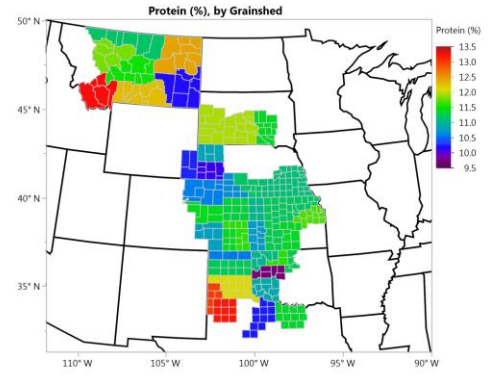 Protein (%), by Grainshed
50° N
45° N
40° N
35° N
110° W
105° W
100° W
95° W
90° W
Protein (%)
13.5
13.0
12.5
12.0
11.5
11.0
10.5
10.0
9.5